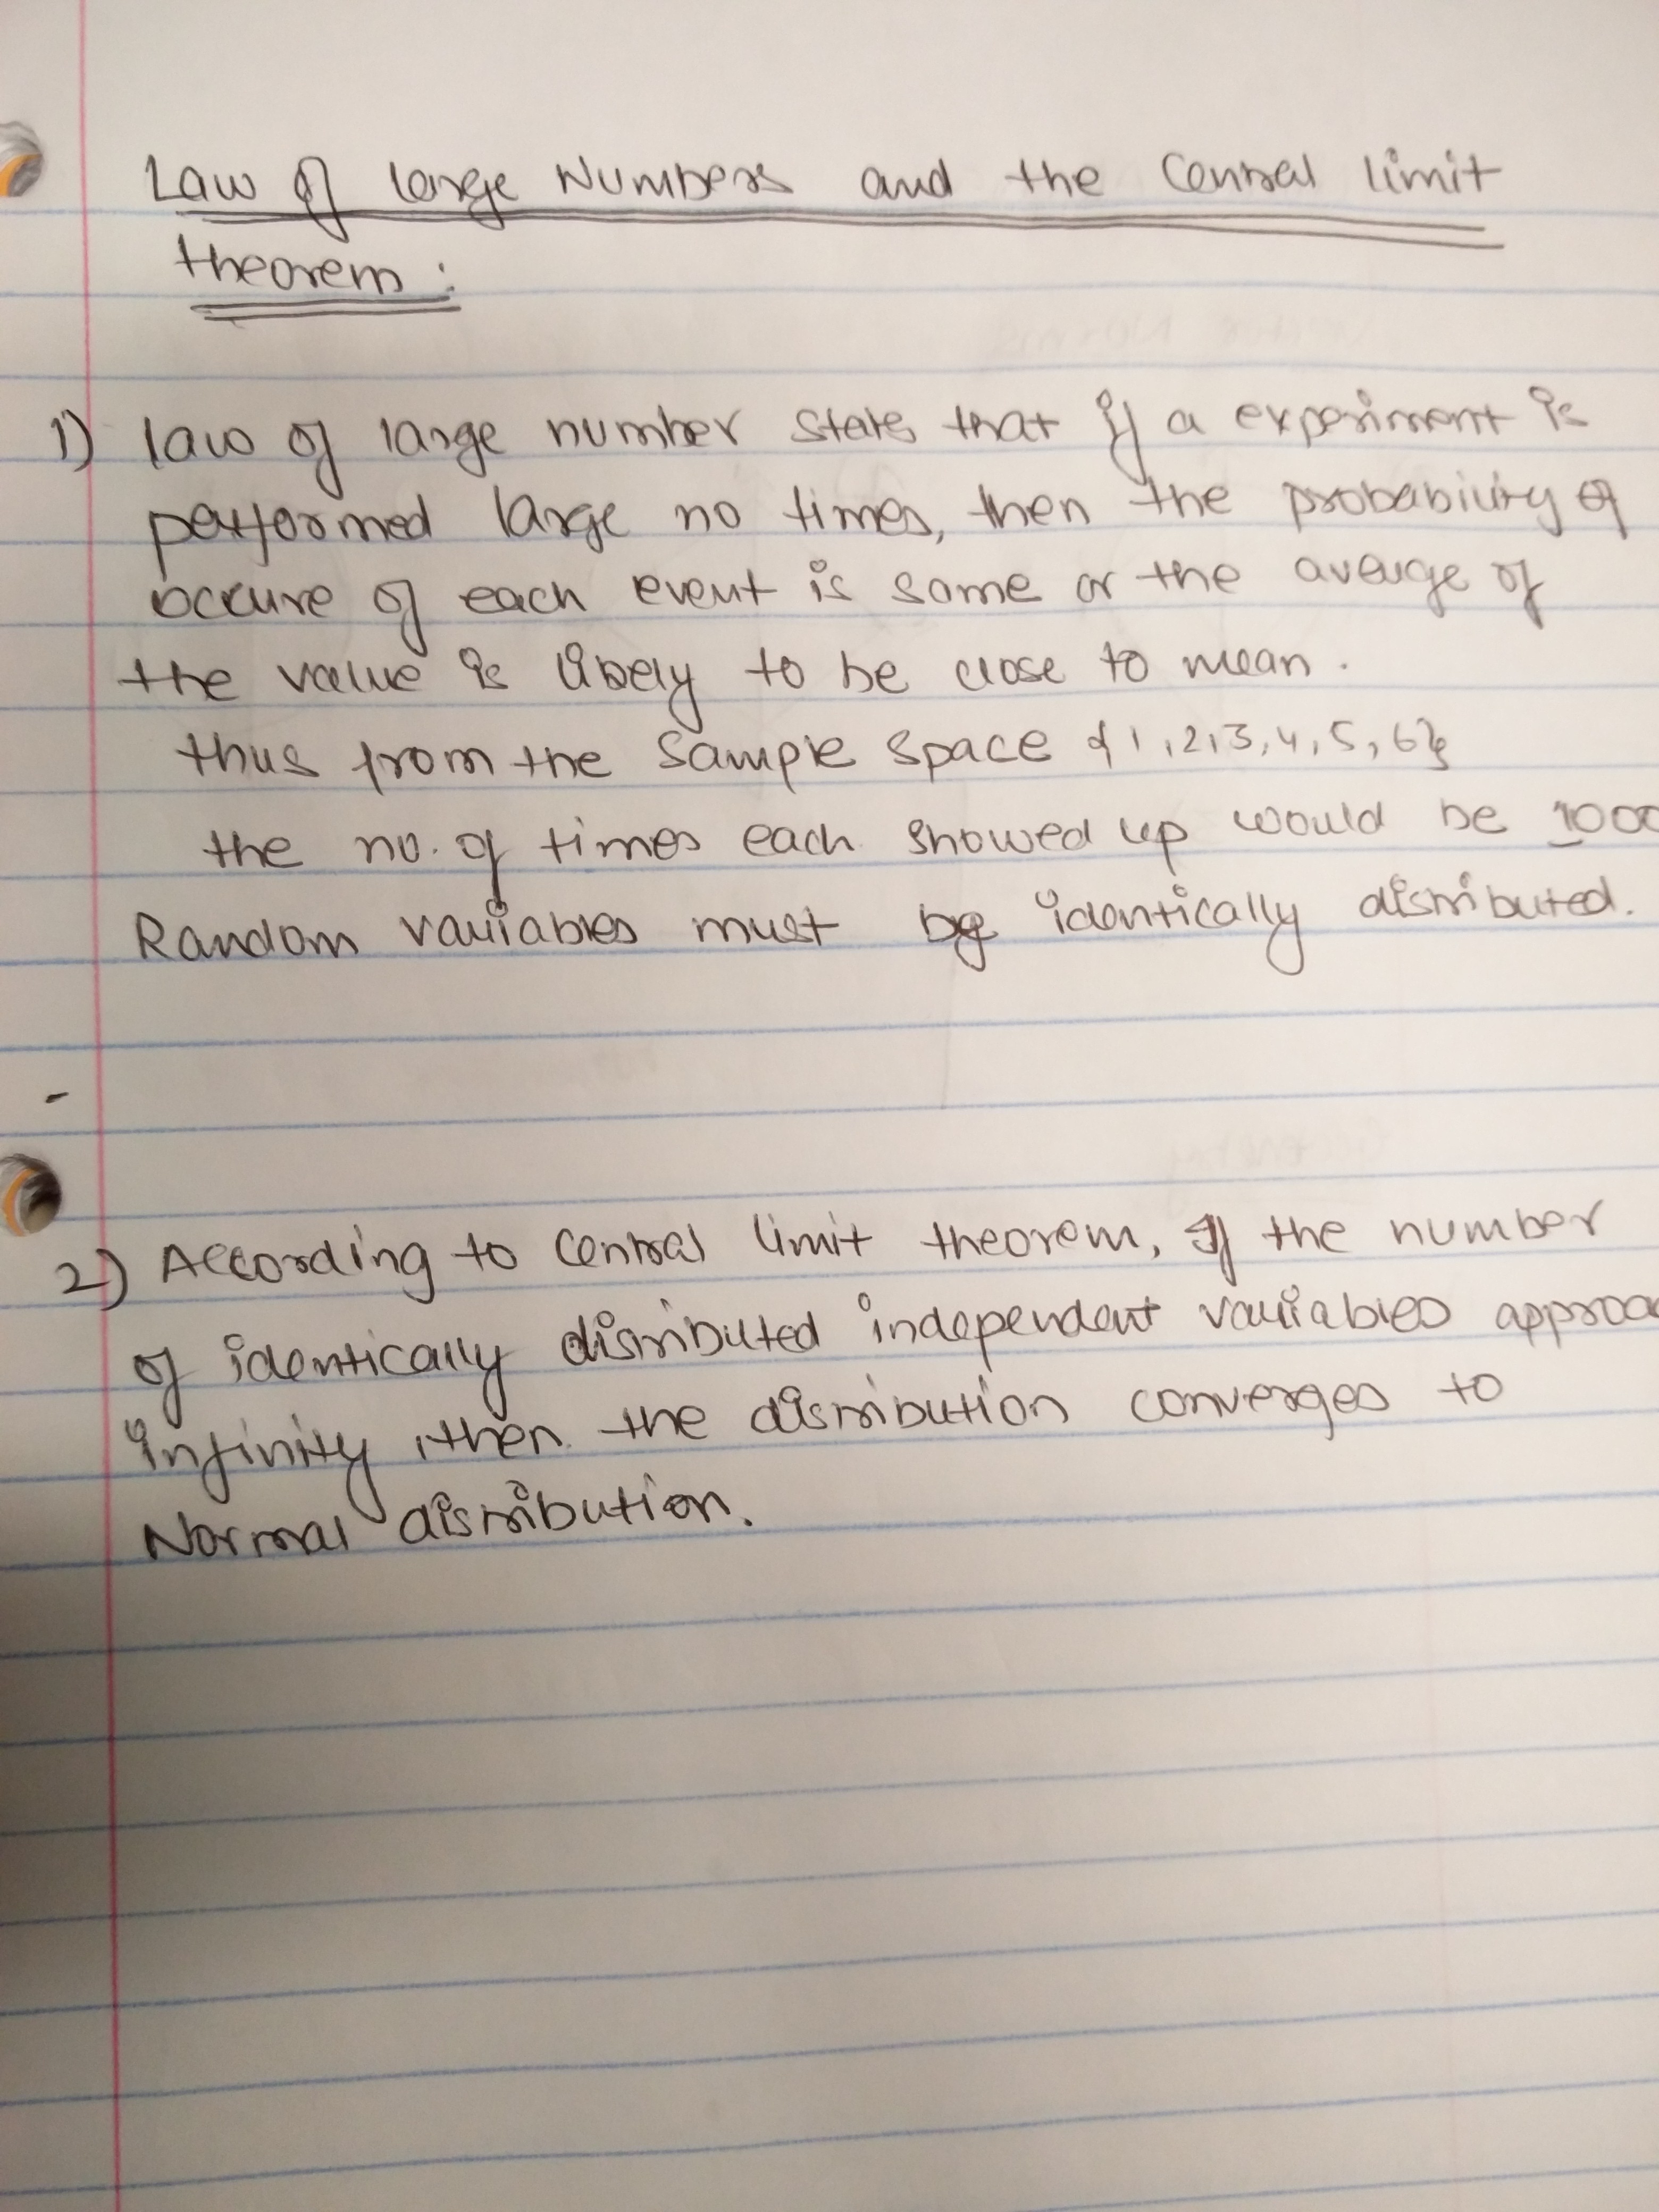 Law of large Numbers and the Central limit
theorem :
1) law of large number states that if a experiment is
performed large no times, then the probability of
occure of each event is same or the average of
the value is likely to be close to mean.
thus from the sample space {1,2,3,4,5,6}
the no. of times each showed up would be 1000
Random variables must be identically distributed.
-
2) According to Central limit theorem, If the number
of identically distributed independent variables approa
infinity, then the distribution converges to
Normal distribution.